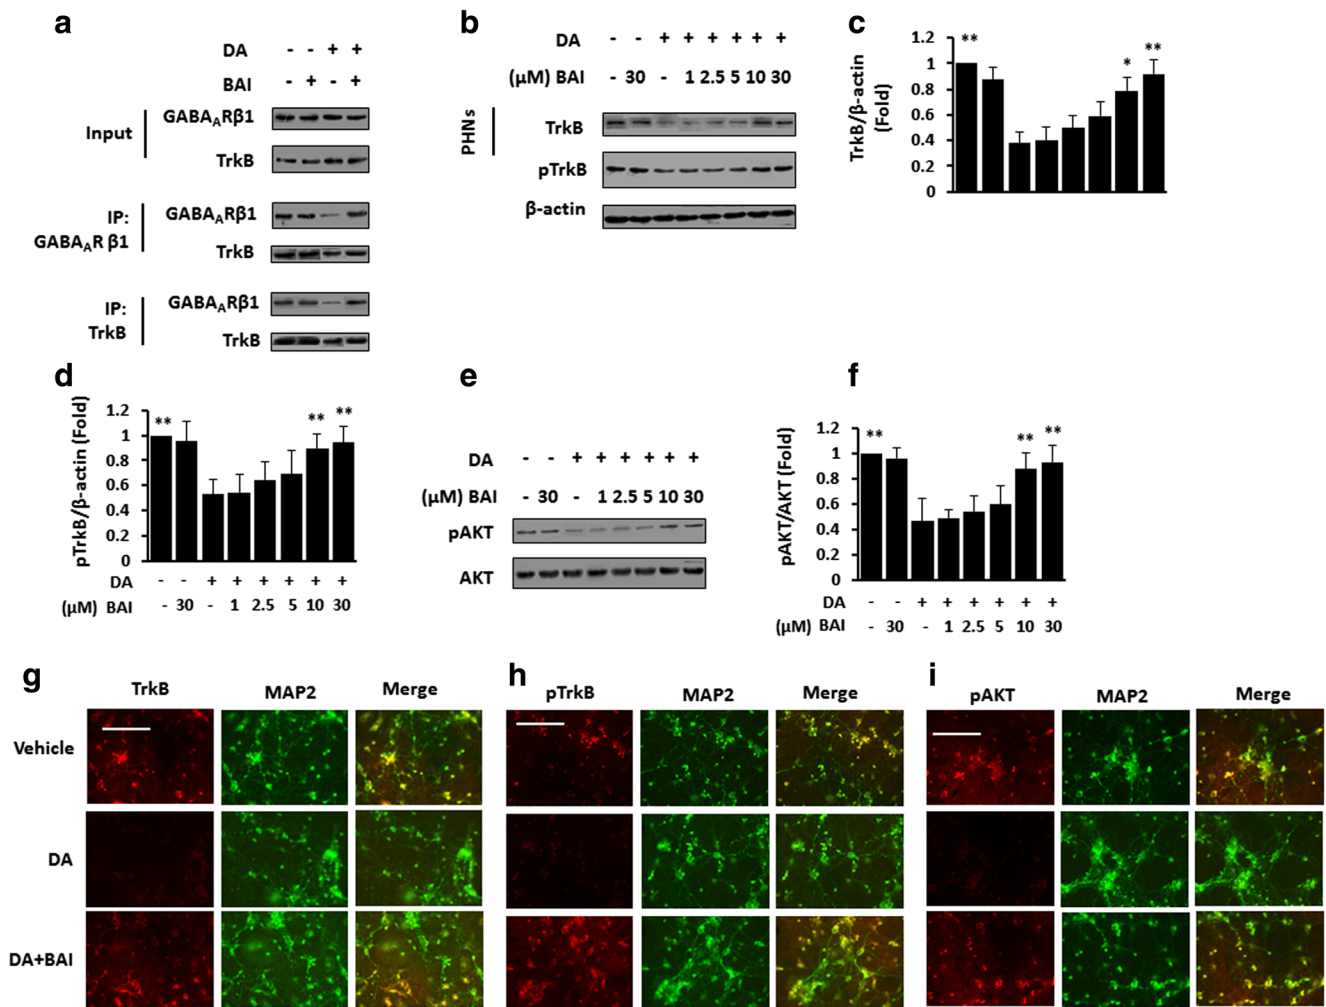 a
DA - - + +
BAI - + - +
Input
GABA_ARβ1
TrkB
IP:
GABA_AR β1
GABA_ARβ1
TrkB
IP:
TrkB
GABA_ARβ1
TrkB
b
DA - - + + + + + +
(μM) BAI - 30 - 1 2.5 5 10 30
PHNs
TrkB
pTrkB
β-actin
c
TrkB/β-actin
(Fold)
1.2
1
0.8
0.6
0.4
0.2
0
** * **
d
pTrkB/β-actin (Fold)
1.2
1
0.8
0.6
0.4
0.2
0
** ** **
DA - - + + + + + +
(μM) BAI - 30 - 1 2.5 5 10 30
e
DA - - + + + + + +
(μM) BAI - 30 - 1 2.5 5 10 30
pAKT
AKT
f
pAKT/AKT (Fold)
1.2
1
0.8
0.6
0.4
0.2
0
** ** **
DA - - + + + + + +
(μM) BAI - 30 - 1 2.5 5 10 30
g
TrkB MAP2 Merge
Vehicle
DA
DA+BAI
h
pTrkB MAP2 Merge
i
pAKT MAP2 Merge